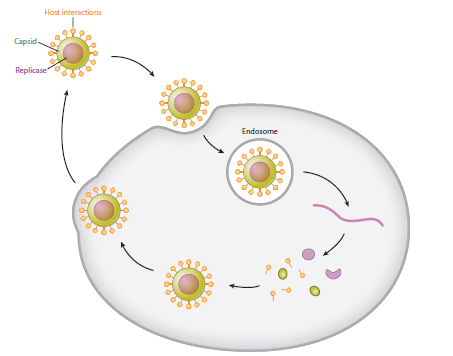 Host interactions
Capsid
Replicase
Endosome